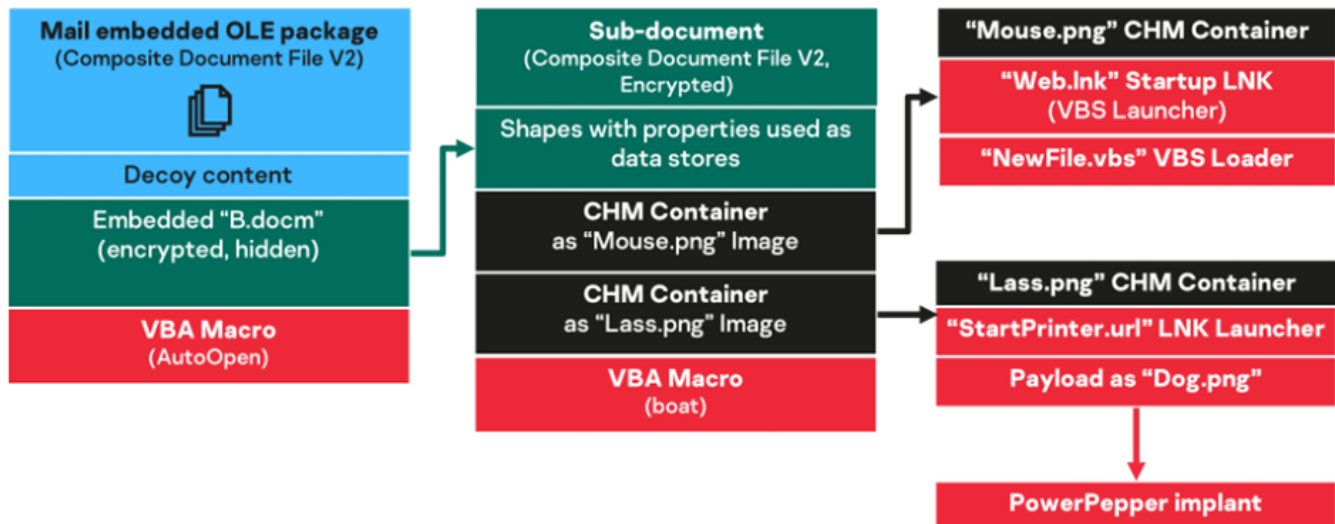 Mail embedded OLE package
(Composite Document File V2)
Decoy content
Embedded “B.docm”
(encrypted, hidden)
VBA Macro
(AutoOpen)
Sub-document
(Composite Document File V2,
Encrypted)
Shapes with properties used as
data stores
CHM Container
as “Mouse.png” Image
CHM Container
as “Lass.png” Image
VBA Macro
(boat)
“Mouse.png” CHM Container
“Web.lnk” Startup LNK
(VBS Launcher)
“NewFile.vbs” VBS Loader
“Lass.png” CHM Container
“StartPrinter.url” LNK Launcher
Payload as “Dog.png”
PowerPepper implant